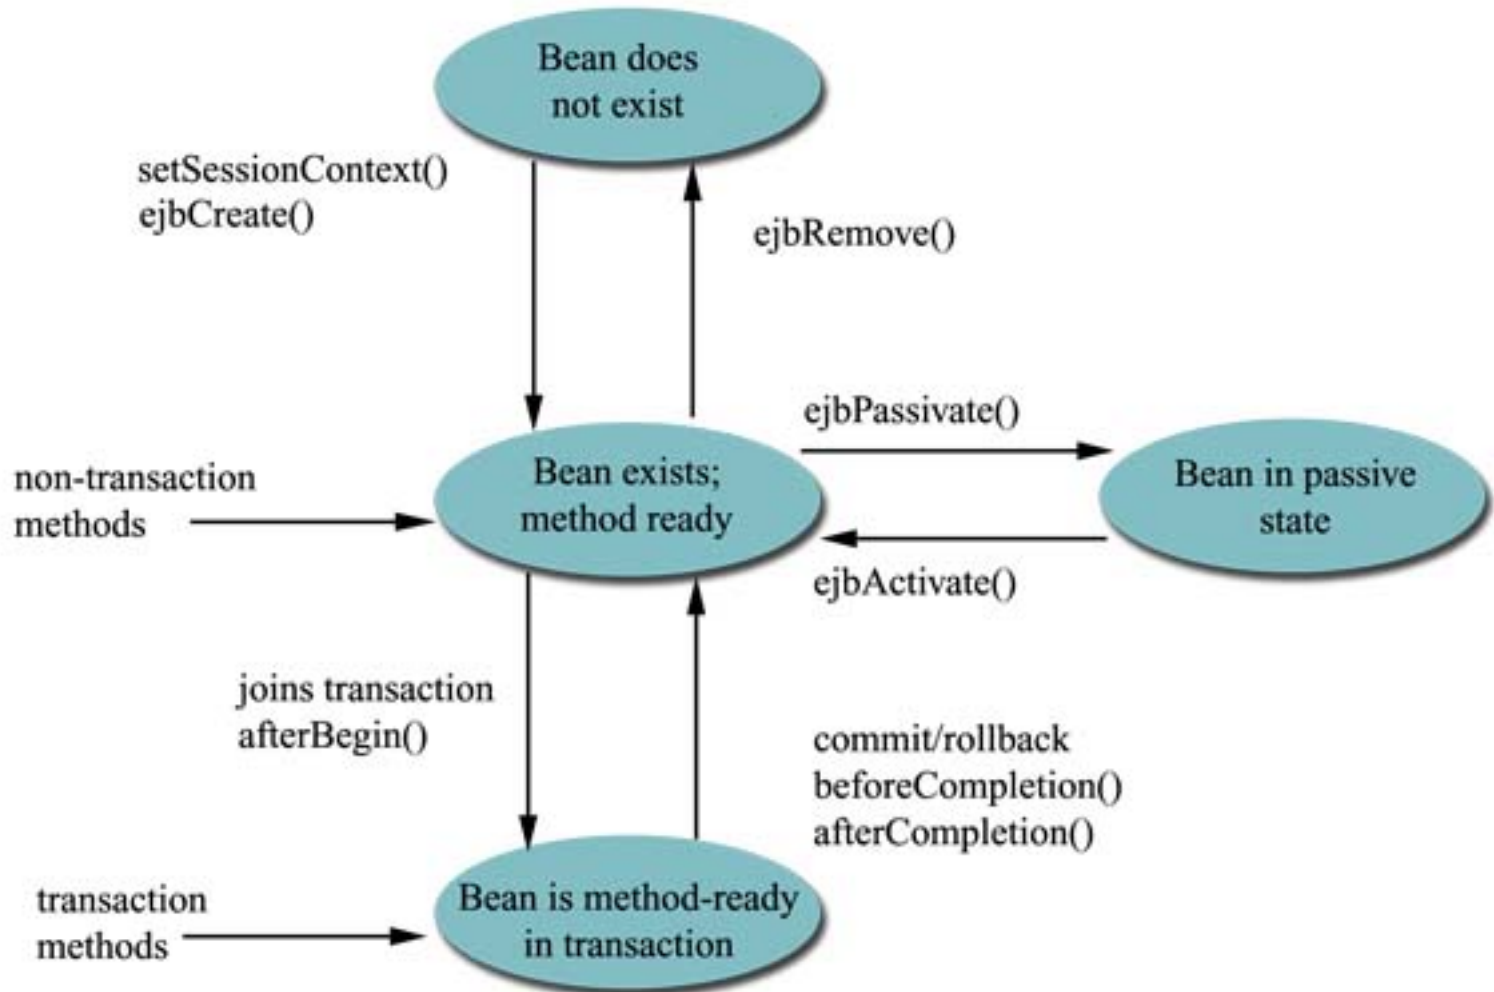 Bean does
not exist
setSessionContext()
ejbCreate()
ejbRemove()
ejbPassivate()
non-transaction
methods
Bean exists;
method ready
Bean in passive
state
ejbActivate()
joins transaction
afterBegin()
commit/rollback
beforeCompletion()
afterCompletion()
transaction
methods
Bean is method-ready
in transaction